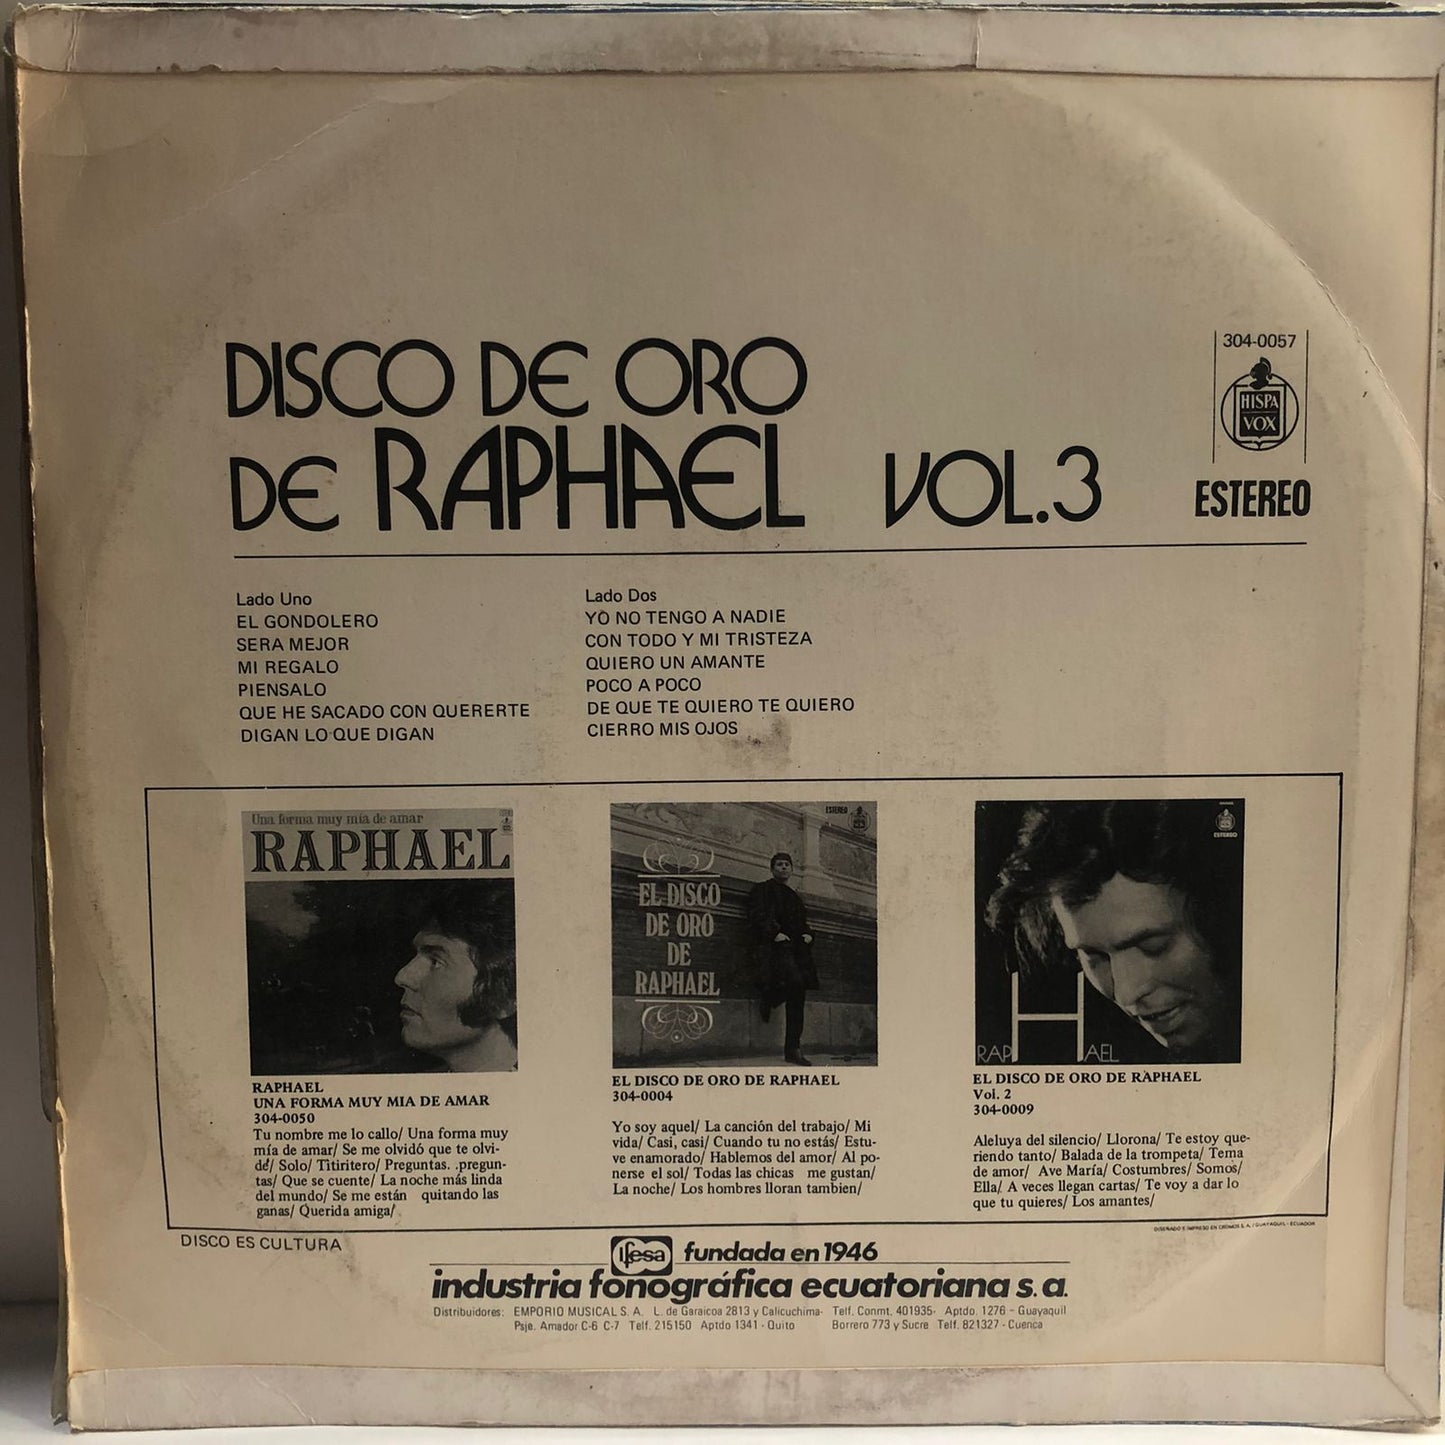 DISCO DE ORO
DE RAPHAEL VOL.3
304-0057
HISPA
VOX
ESTEREO
Lado Uno
EL GONDOLERO
SERA MEJOR
MI REGALO
PIENSALO
QUE HE SACADO CON QUERERTE
DIGAN LO QUE DIGAN
Lado Dos
YO NO TENGO A NADIE
CON TODO Y MI TRISTEZA
QUIERO UN AMANTE
POCO A POCO
DE QUE TE QUIERO TE QUIERO
CIERRO MIS OJOS
Una forma muy mía de amar
RAPHAEL
RAPHAEL
UNA FORMA MUY MIA DE AMAR
304-0050
Tu nombre me lo callo/ Una forma muy
mía de amar/ Se me olvidó que te olvi-
dé/ Solo/ Titiritero/ Preguntas. .pregun-
tas/ Que se cuente/ La noche más linda
del mundo/ Se me están quitando las
ganas/ Querida amiga/
ESTEREO
EL DISCO
DE ORO
DE
RAPHAEL
EL DISCO DE ORO DE RAPHAEL
304-0004
Yo soy aquel/ La canción del trabajo/ Mi
vida/ Casi, casi/ Cuando tu no estás/ Estu-
ve enamorado/ Hablemos del amor/ Al po-
nerse el sol/ Todas las chicas me gustan/
La noche/ Los hombres lloran tambien/
ESTEREO
RAPHAEL
EL DISCO DE ORO DE RAPHAEL
Vol. 2
304-0009
Aleluya del silencio/ Llorona/ Te estoy que-
riendo tanto/ Balada de la trompeta/ Tema
de amor/ Ave María/ Costumbres/ Somos/
Ella/ A veces llegan cartas/ Te voy a dar lo
que tu quieres/ Los amantes/
DISEÑADO E IMPRESO EN CROMOS S.A. / GUAYAQUIL - ECUADOR
DISCO ES CULTURA
Ifesa fundada en 1946
industria fonográfica ecuatoriana s.a.
Distribuidores: EMPORIO MUSICAL S. A. L. de Garaicoa 2813 y Calicuchima- Telf. Conmt. 401935- Aptdo. 1276 - Guayaquil
Psje. Amador C-6 C-7 Telf. 215150 Aptdo 1341 - Quito Borrero 773 y Sucre Telf. 821327 - Cuenca